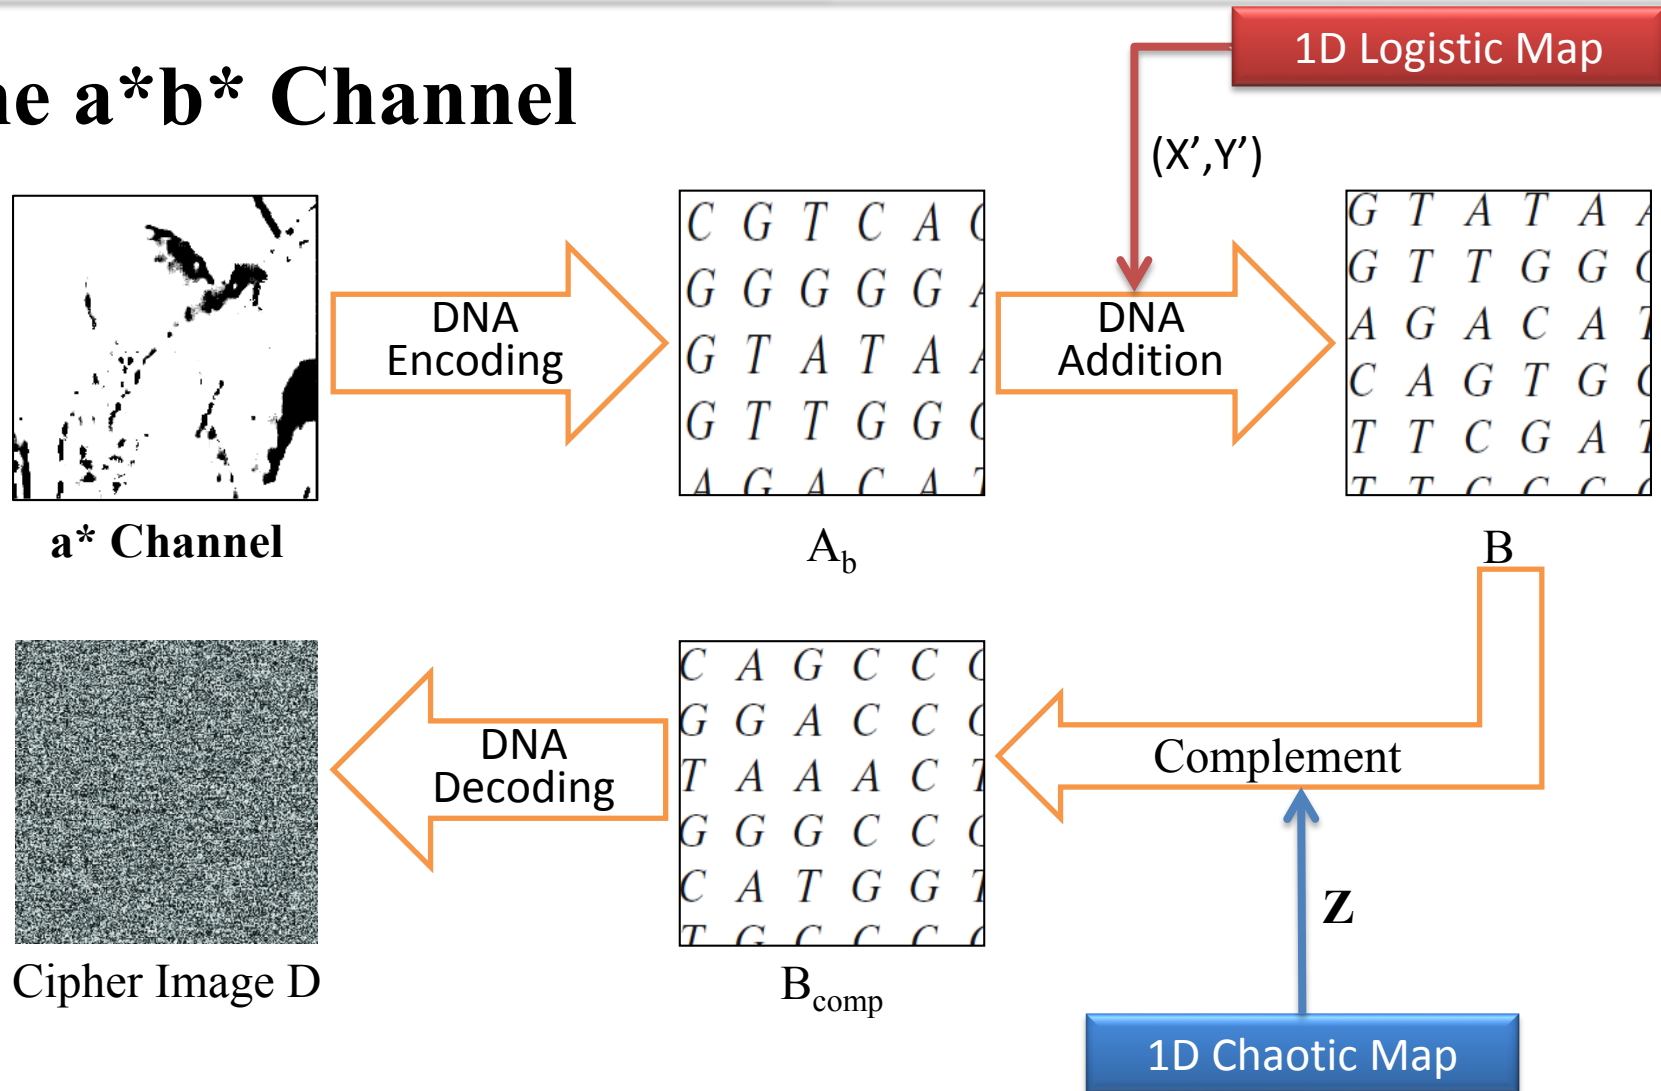 1D Logistic Map
a*b* Channel
(X’,Y’)
C G T C A
G G G G G
G T A T A
G T T G G
A G A C A
G T A T A
G T T G G
A G A C A
C A G T G
T T C G A
T T C C C
DNA
Encoding
DNA
Addition
a* Channel
Ab
B
C A G C C
G G A C C
T A A A C
G G G C C
C A T G G
T G C C C
DNA
Decoding
Complement
Z
Cipher Image D
Bcomp
1D Chaotic Map